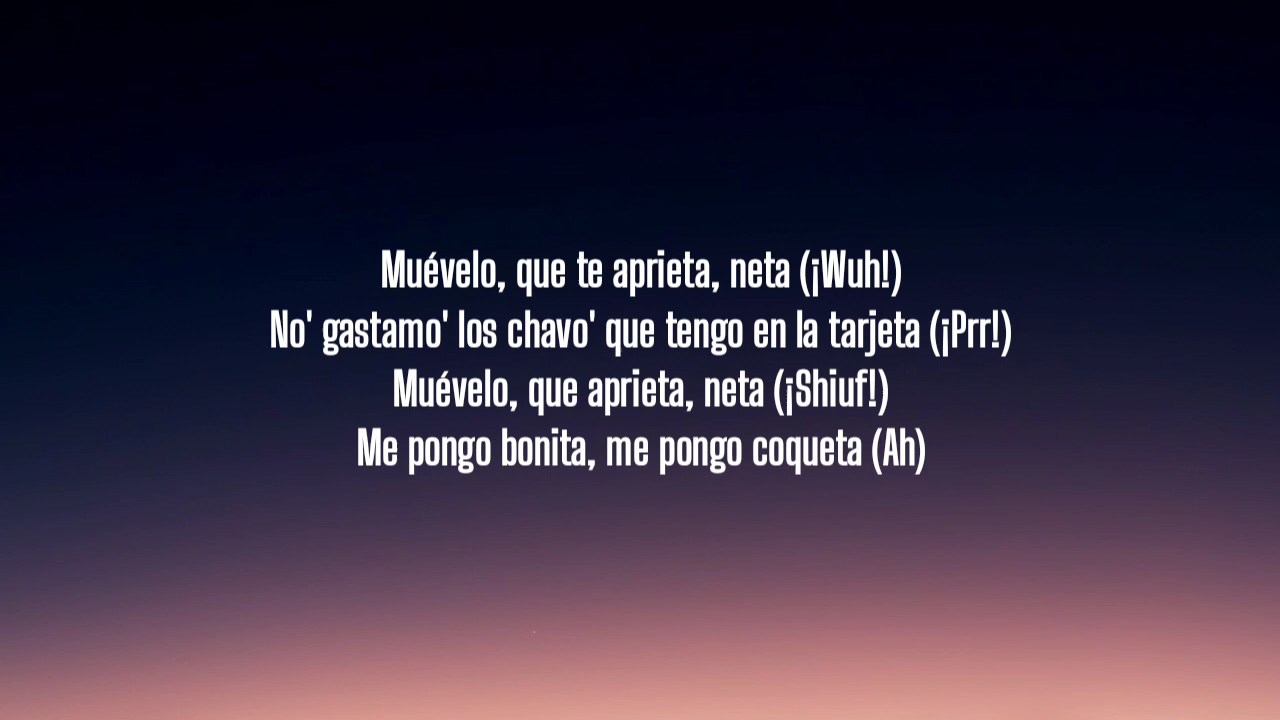 Muévelo, que te aprieta, neta (¡Wuh!)
No' gastamo' los chavo' que tengo en la tarjeta (¡Prr!)
Muévelo, que aprieta, neta (¡Shiuf!)
Me pongo bonita, me pongo coqueta (Ah)